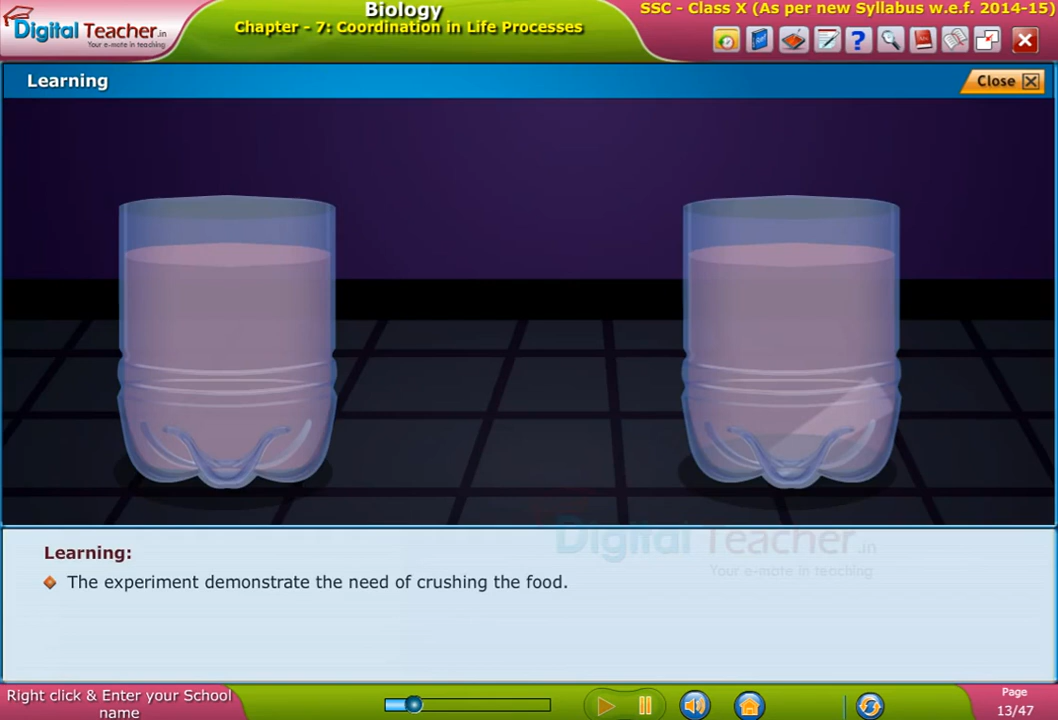 Biology
SSC - Class X (As per new Syllabus w.e.f. 2014-15)
Digital Teacher.in
Your e-mate in teaching
Chapter - 7: Coordination in Life Processes
Learning
Close
Digital Teacher.in
Your e-mate in teaching
Learning:
The experiment demonstrate the need of crushing the food.
Right click & Enter your School
name
Page
13/47